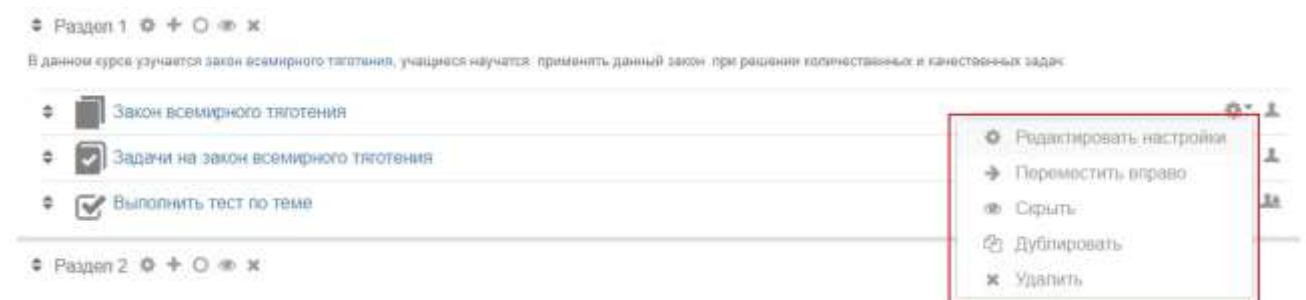 Раздел 1
В данном курсе узучается закон всемирного тяготения, учащиеся научатся применять данный закон при решении количественных и качественных задач
Закон всемирного тяготения
Редактировать настройки
Задачи на закон всемирного тяготения
Переместить вправо
Выполнить тест по теме
Скрыть
Дублировать
Раздел 2
Удалить